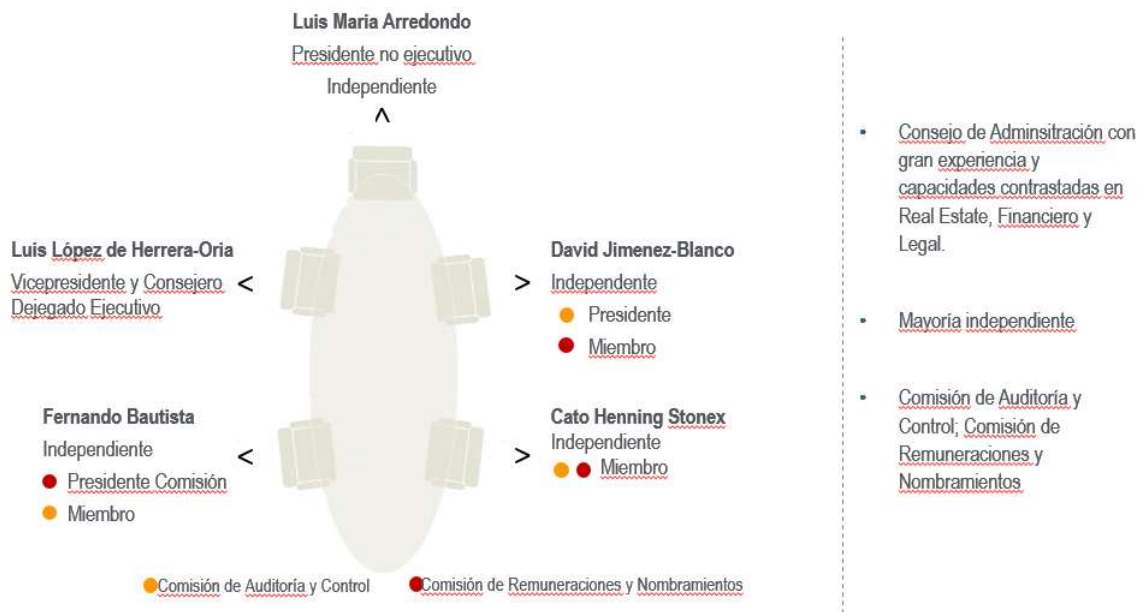 Luis Maria Arredondo
Presidente no ejecutivo
Independiente
^
Luis López de Herrera-Oria
Vicepresidente y Consejero
Dejegado Ejecutivo
<
David Jimenez-Blanco
Independente
Presidente
Miembro
>
Fernando Bautista
Independiente
Presidente Comisión
Miembro
<
Cato Henning Stonex
Independiente
Miembro
>
Comisión de Auditoría y Control
Comisión de Remuneraciones y Nombramientos
• Consejo de Adminsitración con
gran experiencia y
capacidades contrastadas en
Real Estate, Financiero y
Legal.
• Mayoría independiente
• Comisión de Auditoría y
Control; Comisión de
Remuneraciones y
Nombramientos